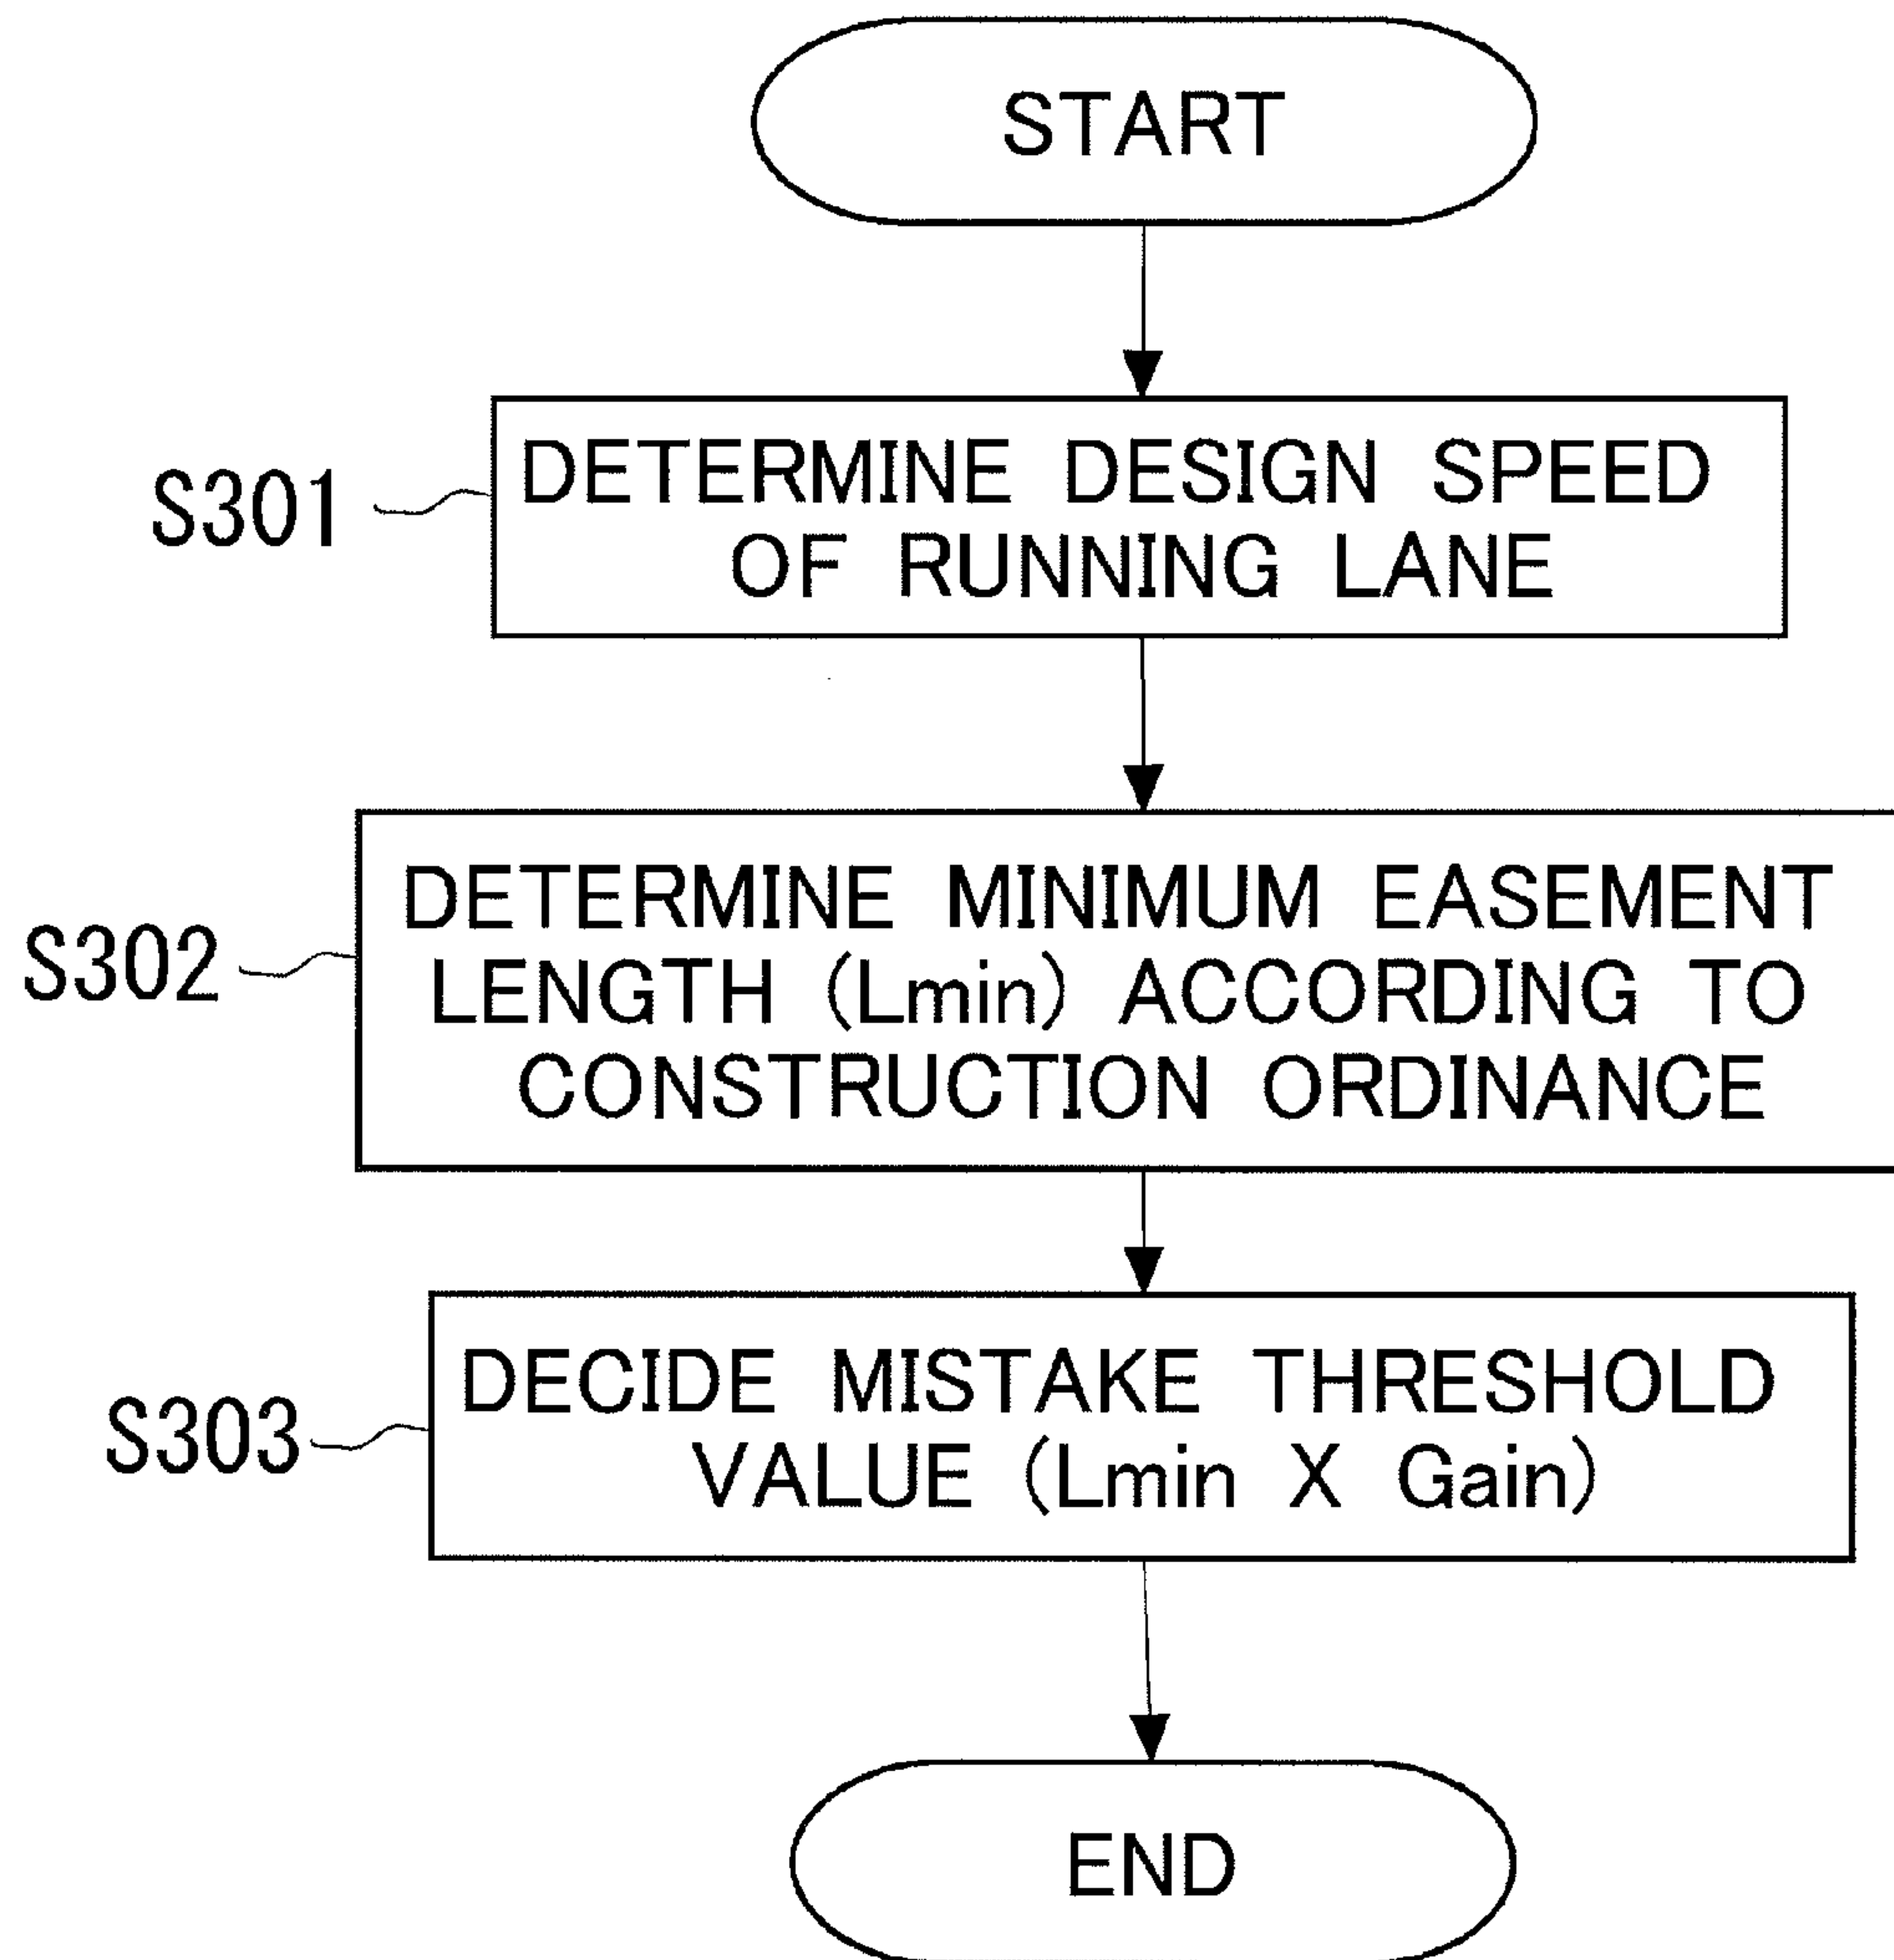 START
S301
DETERMINE DESIGN SPEED
OF RUNNING LANE
S302
DETERMINE MINIMUM EASEMENT
LENGTH (Lmin) ACCORDING TO
CONSTRUCTION ORDINANCE
S303
DECIDE MISTAKE THRESHOLD
VALUE (Lmin X Gain)
END